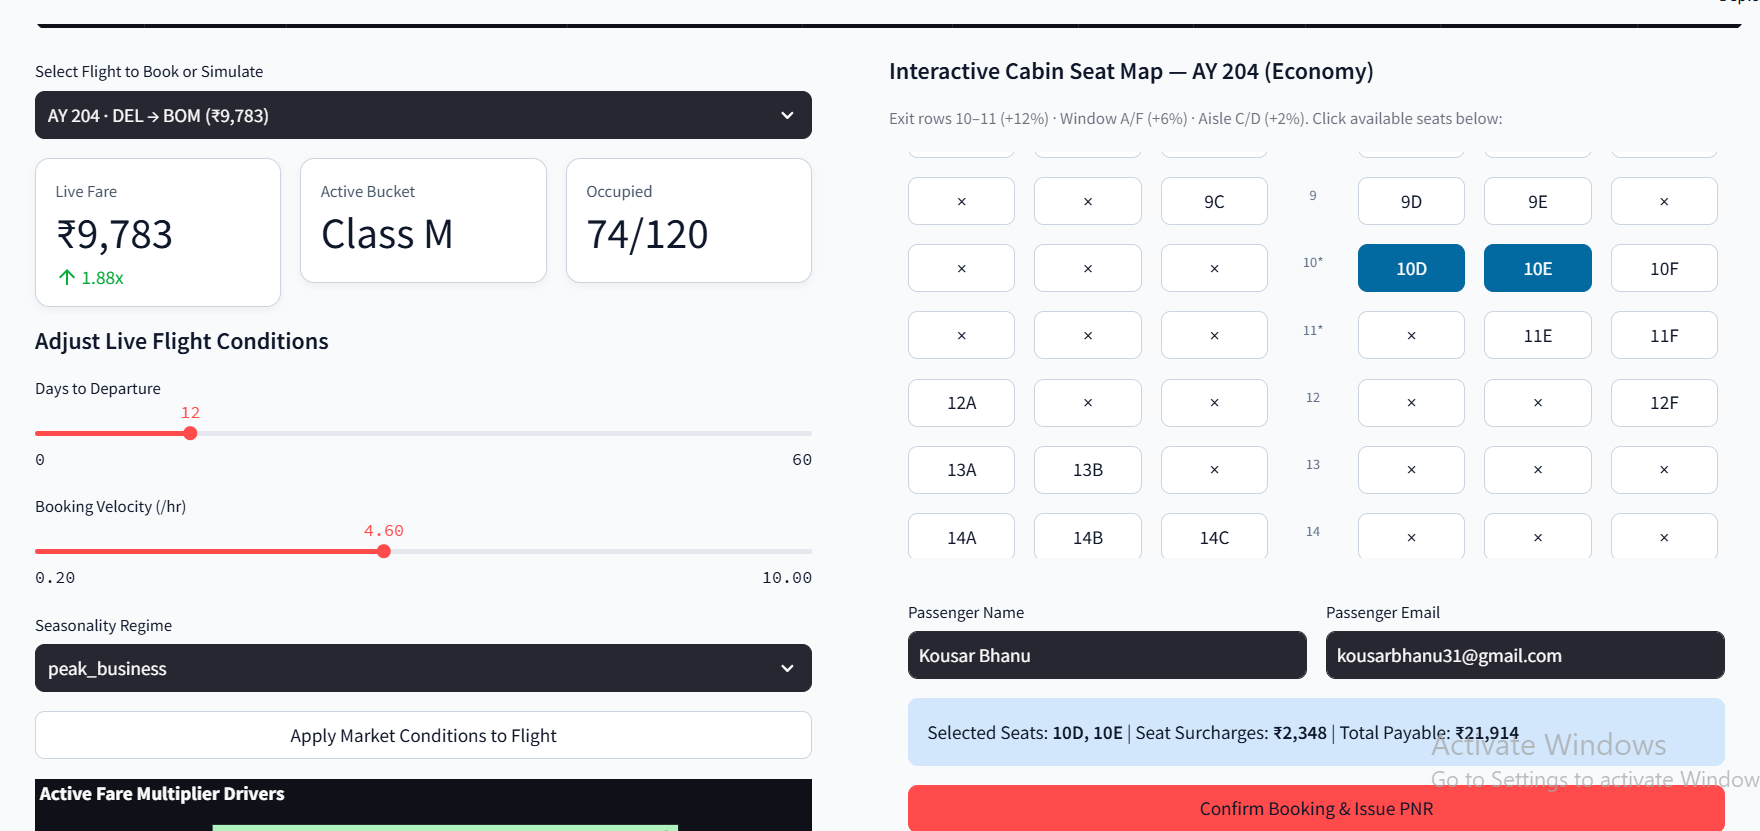 Select Flight to Book or Simulate
AY 204 · DEL → BOM (₹9,783)
Live Fare
₹9,783
↑ 1.88x
Active Bucket
Class M
Occupied
74/120
Adjust Live Flight Conditions
Days to Departure
12
0 60
Booking Velocity (/hr)
4.60
0.20 10.00
Seasonality Regime
peak_business
Apply Market Conditions to Flight
Active Fare Multiplier Drivers
Interactive Cabin Seat Map — AY 204 (Economy)
Exit rows 10–11 (+12%) · Window A/F (+6%) · Aisle C/D (+2%). Click available seats below:
× × 9C 9 9D 9E ×
× × × 10* 10D 10E 10F
× × × 11* × 11E 11F
12A × × 12 × × 12F
13A 13B × 13 × × ×
14A 14B 14C 14 × × ×
Passenger Name
Kousar Bhanu
Passenger Email
kousarbhanu31@gmail.com
Selected Seats: 10D, 10E | Seat Surcharges: ₹2,348 | Total Payable: ₹21,914
Activate Windows
Go to Settings to activate Window
Confirm Booking & Issue PNR